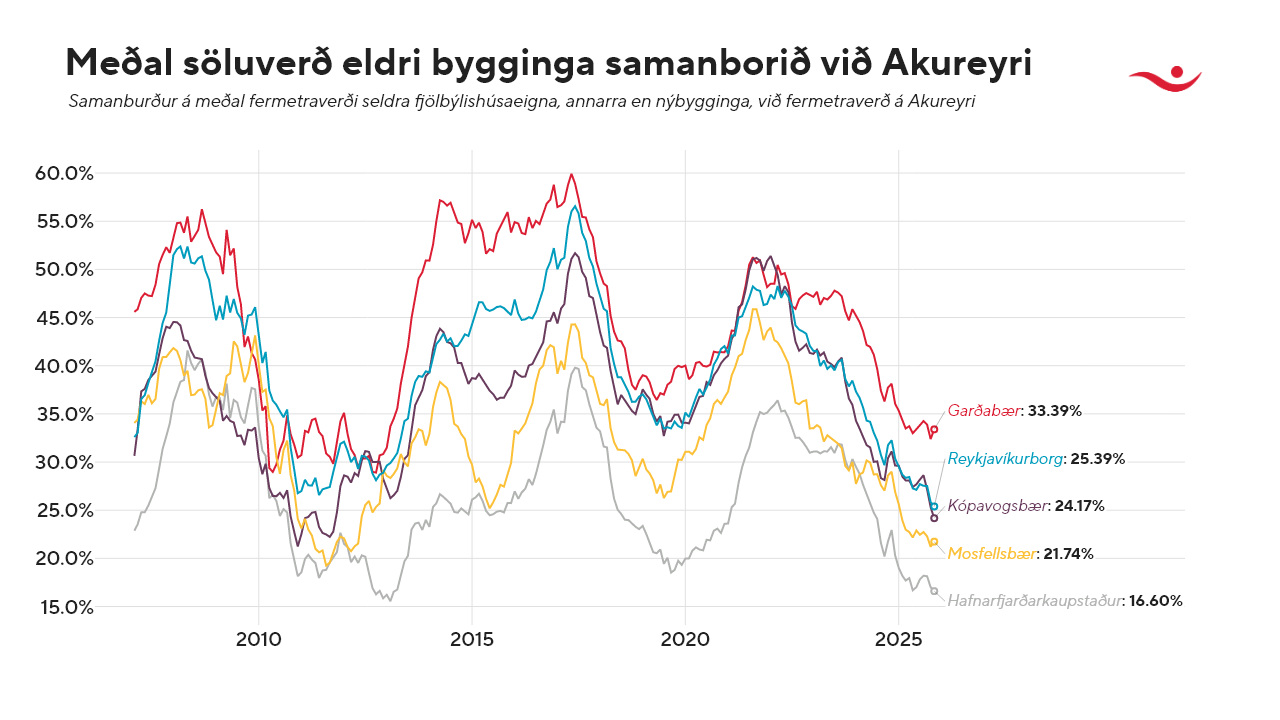 Meðal söluverð eldri bygginga samanborið við Akureyri
Samanburður á meðal fermetraverði seldra fjölbýlishúsaeigna, annarra en nýbygginga, við fermetraverð á Akureyri
60.0%
55.0%
50.0%
45.0%
40.0%
35.0%
30.0%
25.0%
20.0%
15.0%
Garðabær: 33.39%
Reykjavíkurborg: 25.39%
Kópavogsbær: 24.17%
Mosfellsbær: 21.74%
Hafnarfjarðarkaupstaður: 16.60%
2010 2015 2020 2025